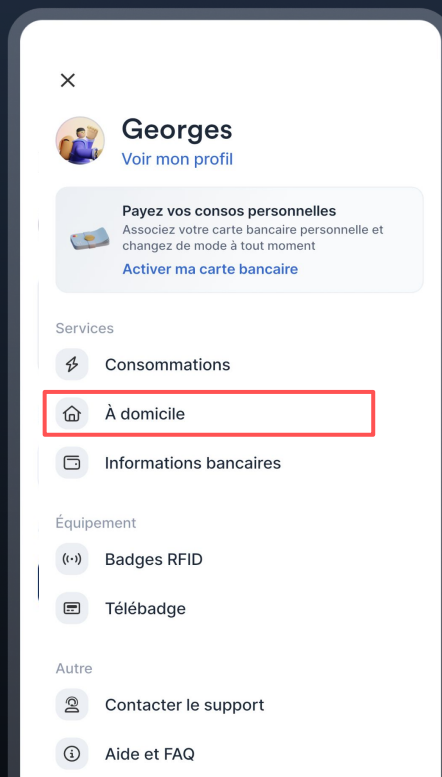 Georges
Voir mon profil
Payez vos consos personnelles
Associez votre carte bancaire personnelle et
changez de mode à tout moment
Activer ma carte bancaire
Services
Consommations
À domicile
Informations bancaires
Équipement
Badges RFID
Télébadge
Autre
Contacter le support
Aide et FAQ